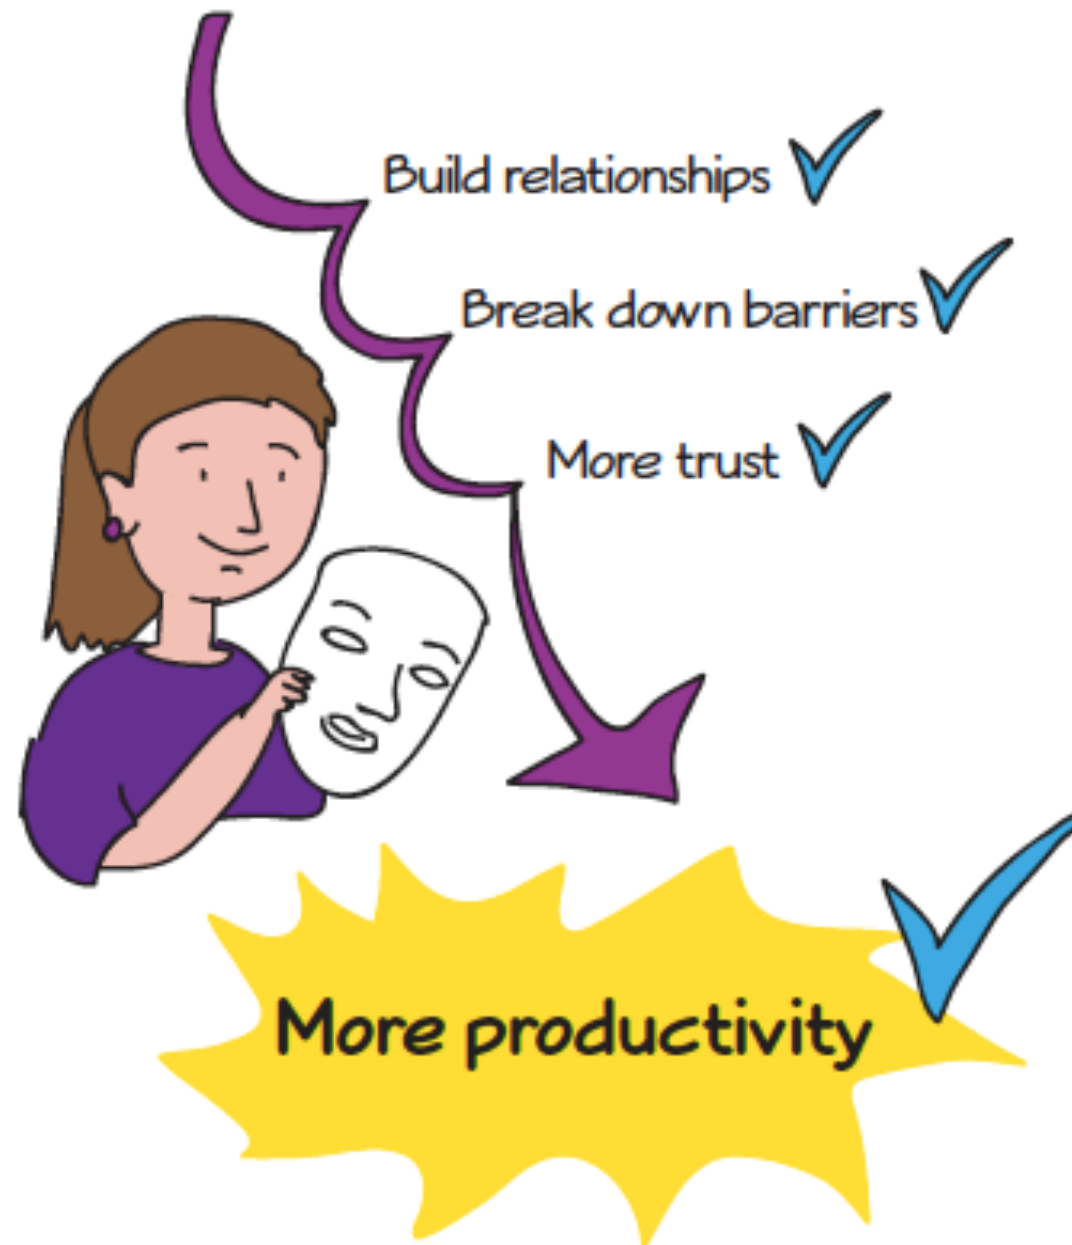 Build relationships
Break down barriers
More trust
More productivity